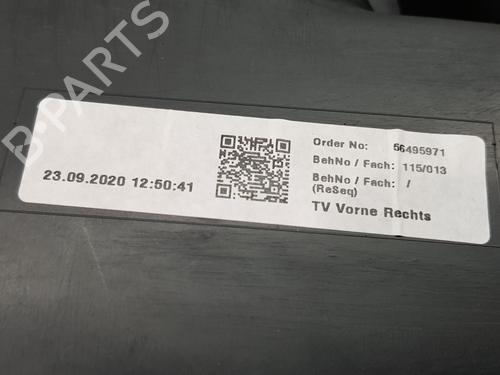 B-PARTS
23.09.2020 12:50:41
Order No: 56495971
BehNo / Fach: 115/013
BehNo / Fach: /
(ReSeq)
TV Vorne Rechts